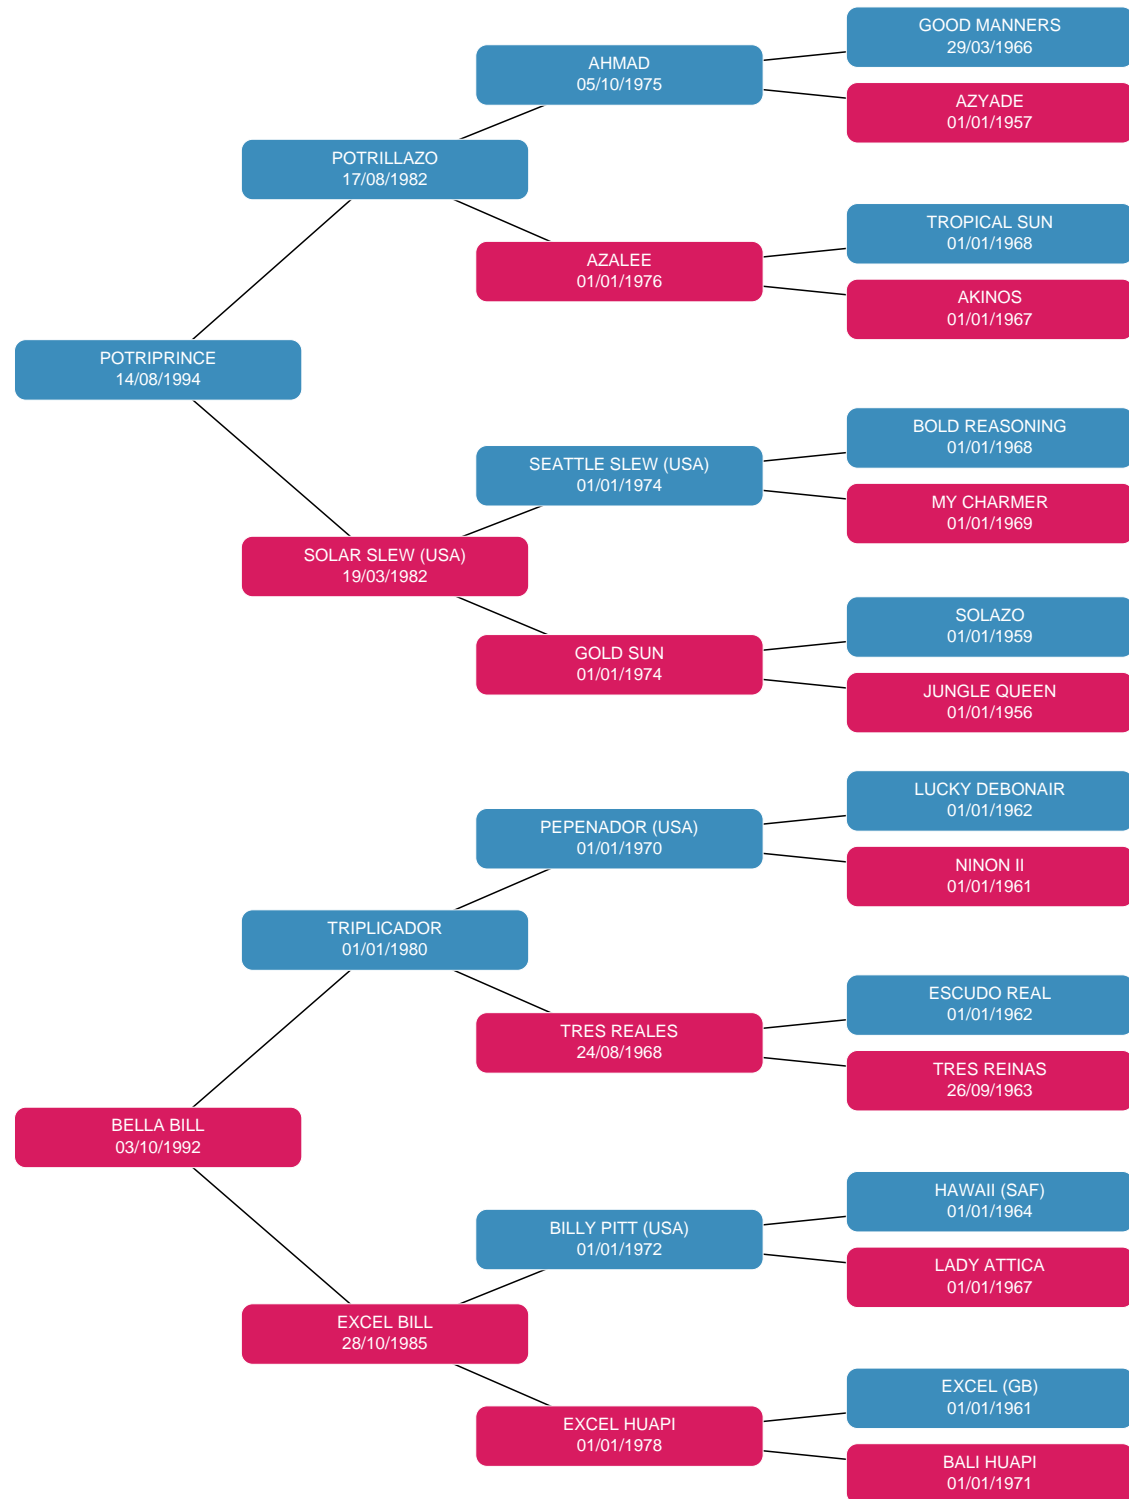 GOOD MANNERS
29/03/1966
AHMAD
05/10/1975
AZYADE
01/01/1957
POTRILLAZO
17/08/1982
TROPICAL SUN
01/01/1968
AZALEE
01/01/1976
AKINOS
01/01/1967
POTRIPRINCE
14/08/1994
BOLD REASONING
01/01/1968
SEATTLE SLEW (USA)
01/01/1974
MY CHARMER
01/01/1969
SOLAR SLEW (USA)
19/03/1982
SOLAZO
01/01/1959
GOLD SUN
01/01/1974
JUNGLE QUEEN
01/01/1956
LUCKY DEBONAIR
01/01/1962
PEPENADOR (USA)
01/01/1970
NINON II
01/01/1961
TRIPLICADOR
01/01/1980
ESCUDO REAL
01/01/1962
TRES REALES
24/08/1968
TRES REINAS
26/09/1963
BELLA BILL
03/10/1992
HAWAII (SAF)
01/01/1964
BILLY PITT (USA)
01/01/1972
LADY ATTICA
01/01/1967
EXCEL BILL
28/10/1985
EXCEL (GB)
01/01/1961
EXCEL HUAPI
01/01/1978
BALI HUAPI
01/01/1971